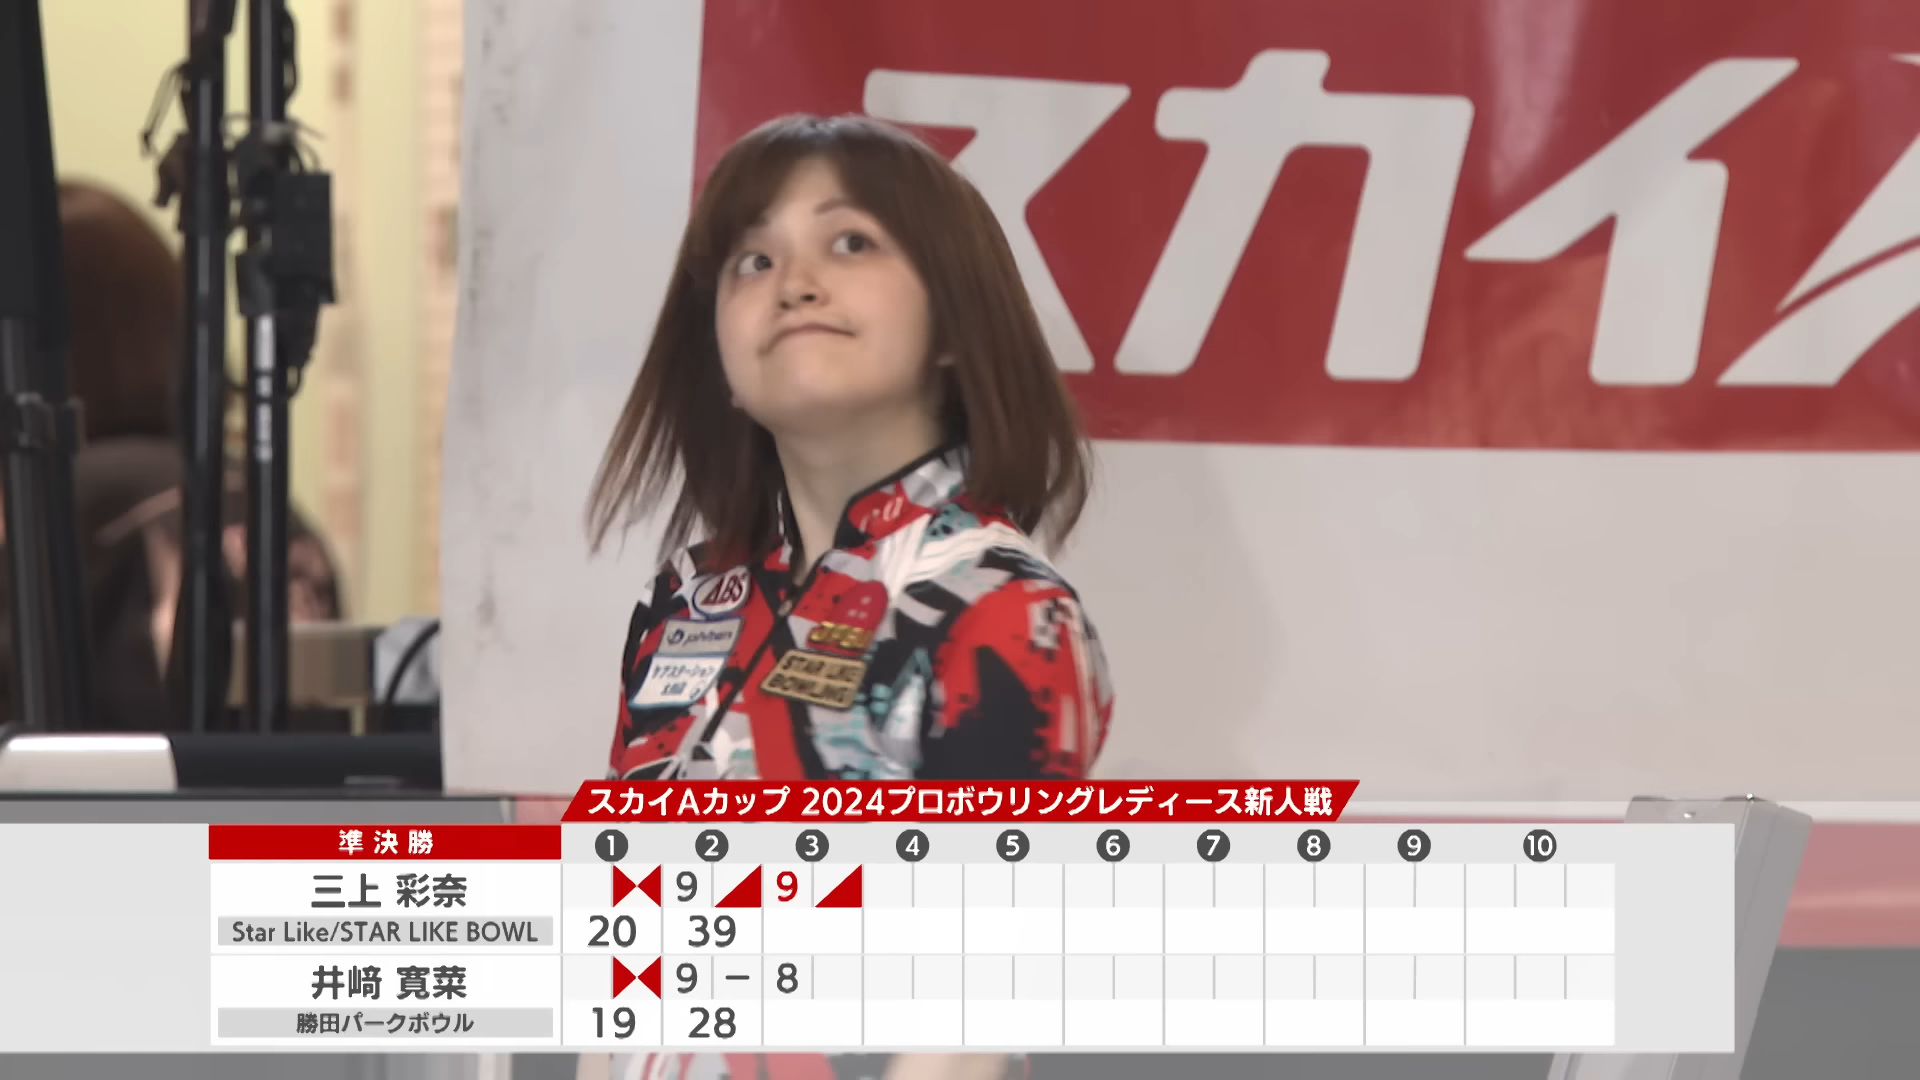 スカイA
ABS
STAR LIKE
BOWLING
スカイAカップ 2024プロボウリングレディース新人戦
準決勝 1 2 3 4 5 6 7 8 9 10
三上 彩奈 9 9
Star Like/STAR LIKE BOWL 20 39
井﨑 寛菜 9 - 8
勝田パークボウル 19 28